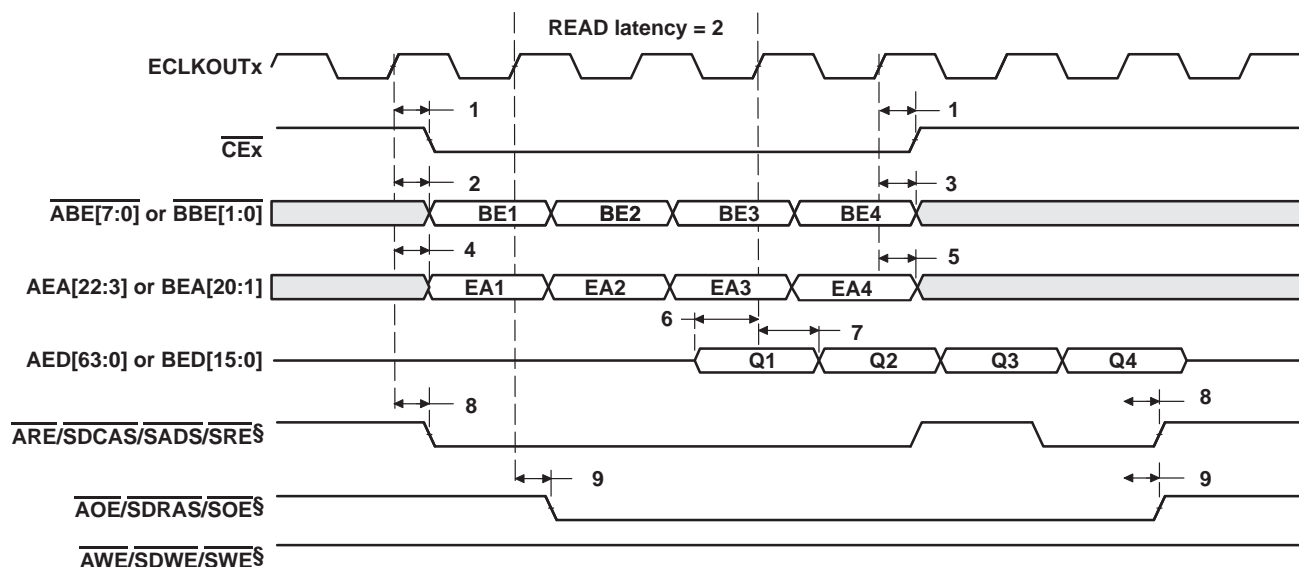 READ latency = 2
ECLKOUTx
1 1
CEx
2 3
ABE[7:0] or BBE[1:0] BE1 BE2 BE3 BE4
4 5
AEA[22:3] or BEA[20:1] EA1 EA2 EA3 EA4
6 7
AED[63:0] or BED[15:0] Q1 Q2 Q3 Q4
8 8
ARE/SDCAS/SADS/SRE§
9 9
AOE/SDRAS/SOE§
AWE/SDWE/SWE§